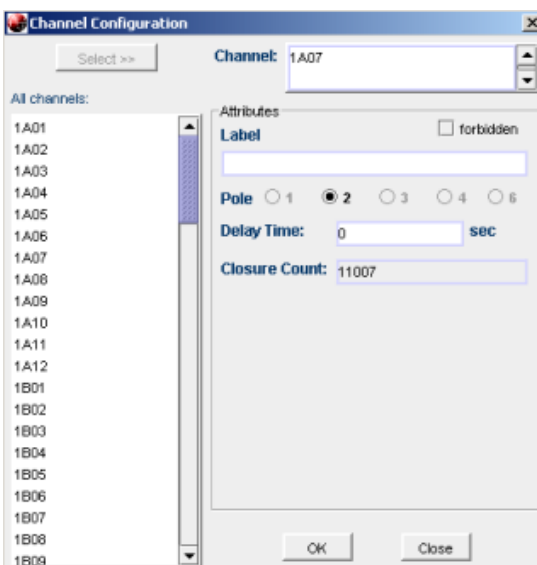 Channel Configuration
Select >>
Channel: 1A07
All channels:
1A01
1A02
1A03
1A04
1A05
1A06
1A07
1A08
1A09
1A10
1A11
1A12
1B01
1B02
1B03
1B04
1B05
1B06
1B07
1B08
1B09
Attributes
Label
forbidden
Pole 1 2 3 4 6
Delay Time: 0 sec
Closure Count: 11007
OK Close